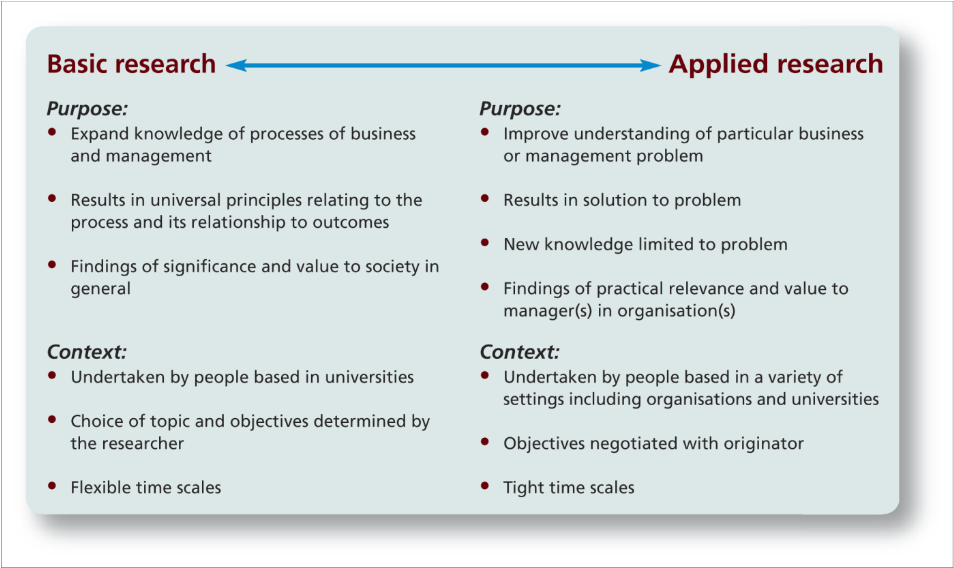 Basic research
Applied research
Purpose:
• Expand knowledge of processes of business
and management
• Results in universal principles relating to the
process and its relationship to outcomes
• Findings of significance and value to society in
general
Context:
• Undertaken by people based in universities
• Choice of topic and objectives determined by
the researcher
• Flexible time scales
Purpose:
• Improve understanding of particular business
or management problem
• Results in solution to problem
• New knowledge limited to problem
• Findings of practical relevance and value to
manager(s) in organisation(s)
Context:
• Undertaken by people based in a variety of
settings including organisations and universities
• Objectives negotiated with originator
• Tight time scales